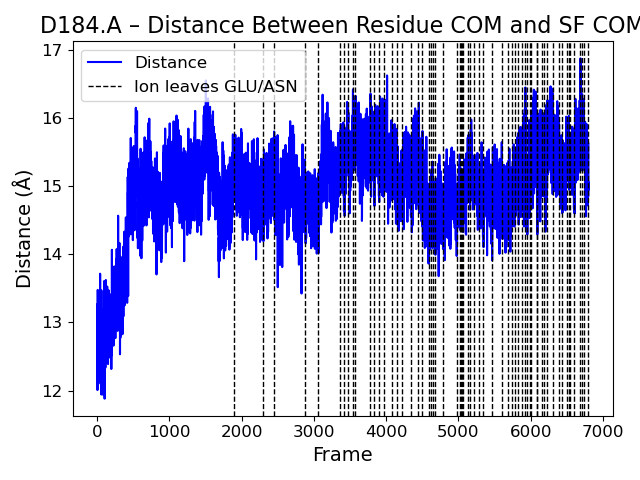 D184.A – Distance Between Residue COM and SF COM
Distance
Ion leaves GLU/ASN
17
16
15
14
13
12
Distance (Å)
0 1000 2000 3000 4000 5000 6000 7000
Frame